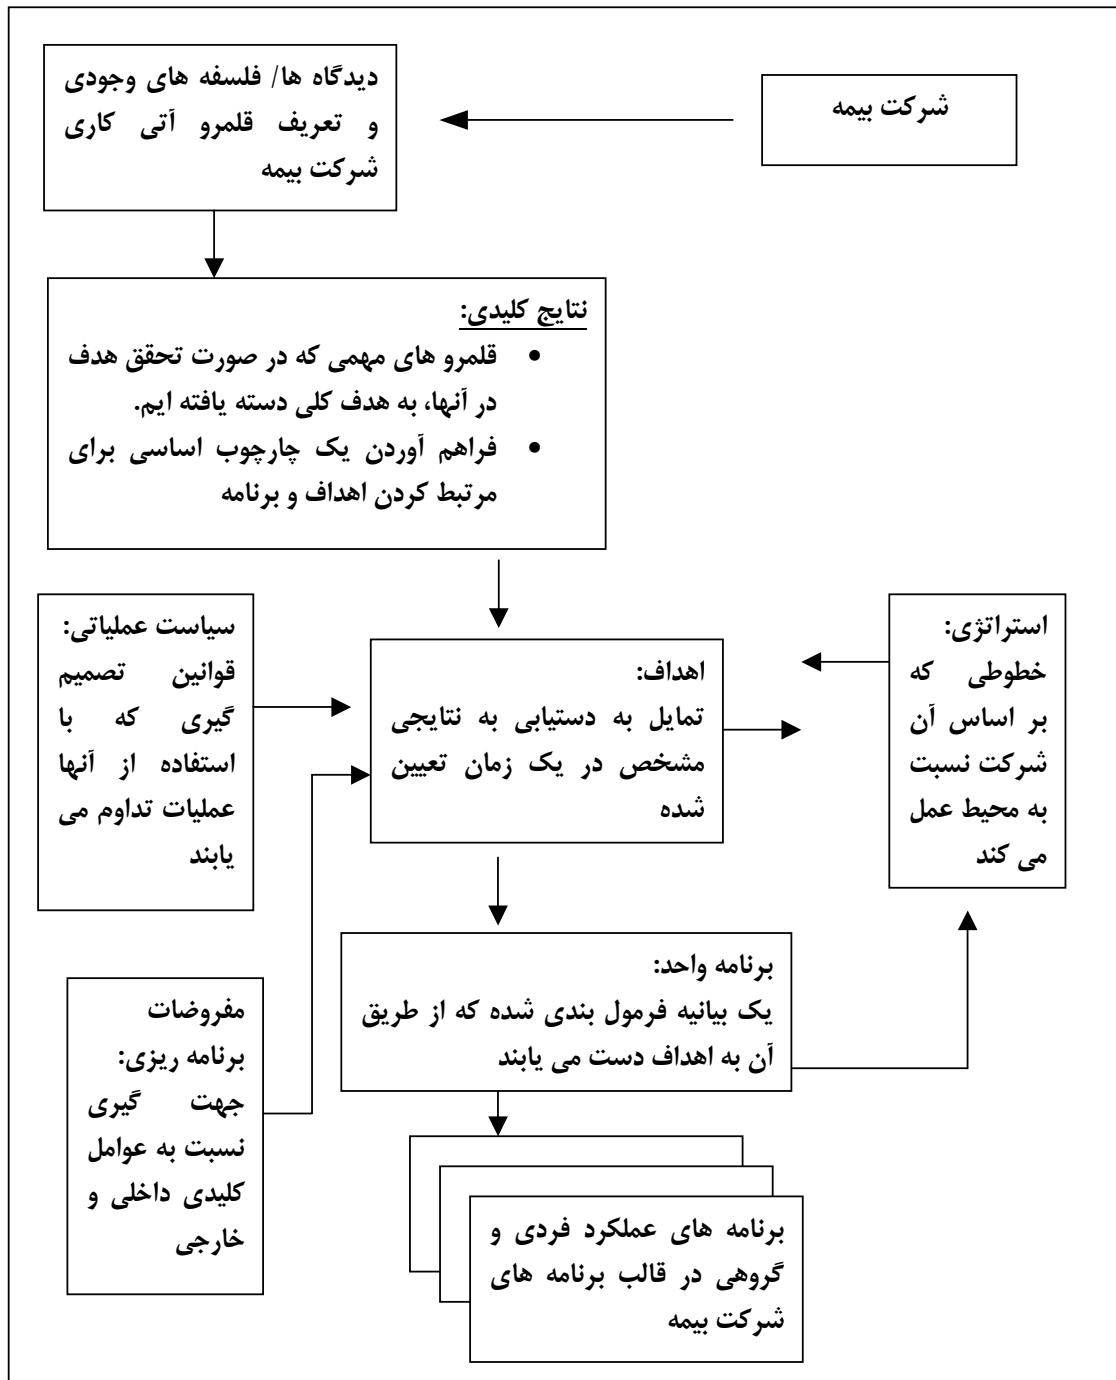 شرکت بیمه
دیدگاه ها/ فلسفه های وجودی
و تعریف قلمرو آتی کاری
شرکت بیمه
نتایج کلیدی:
• قلمرو های مهمی که در صورت تحقق هدف
در آنها، به هدف کلی دسته یافته ایم.
• فراهم آوردن یک چارچوب اساسی برای
مرتبط کردن اهداف و برنامه
استراتژی:
خطوطی که
بر اساس آن
شرکت نسبت
به محیط عمل
می کند
اهداف:
تمایل به دستیابی به نتایجی
مشخص در یک زمان تعیین
شده
سیاست عملیاتی:
قوانین تصمیم
گیری که با
استفاده از آنها
عملیات تداوم می
یابند
برنامه واحد:
یک بیانیه فرمول بندی شده که از طریق
آن به اهداف دست می یابند
مفروضات
برنامه ریزی:
جهت گیری
نسبت به عوامل
کلیدی داخلی و
خارجی
برنامه های عملکرد فردی و
گروهی در قالب برنامه های
شرکت بیمه